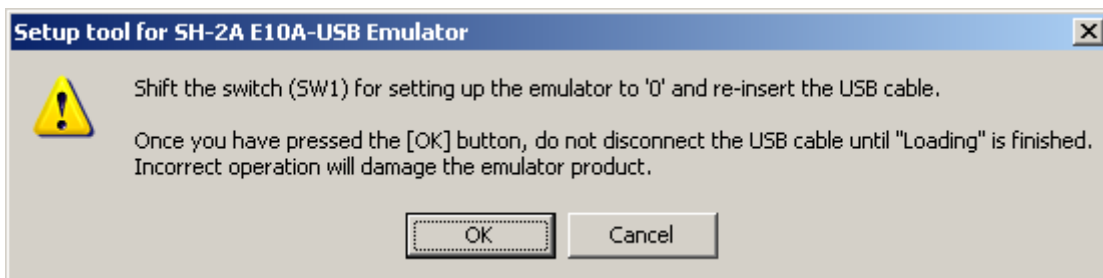 Setup tool for SH-2A E10A-USB Emulator
Shift the switch (SW1) for setting up the emulator to '0' and re-insert the USB cable.
Once you have pressed the [OK] button, do not disconnect the USB cable until "Loading" is finished.
Incorrect operation will damage the emulator product.
OK Cancel